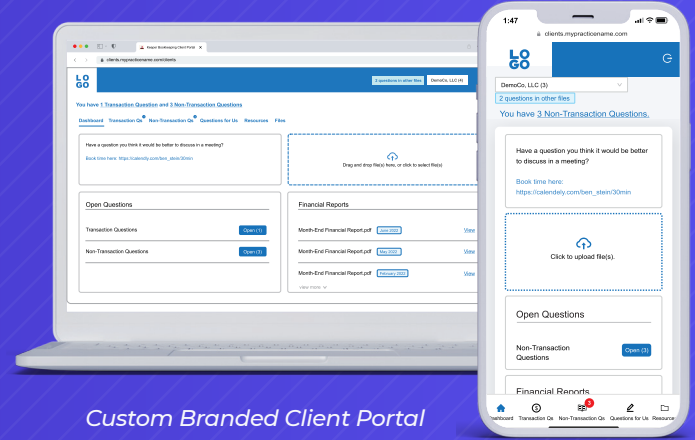 Keeper Bookkeeping Client Portal
clients.mypracticename.com/clients
LO
GO
2 questions in other files
DemoCo, LLC (4)
You have 1 Transaction Question and 3 Non-Transaction Questions
Dashboard Transaction Qs Non-Transaction Qs Questions for Us Resources Files
Have a question you think it would be better
to discuss in a meeting?
Book time here: https://calendly.com/ben_stein/30min
Drag and drop file(s) here, or click to select file(s)
Open Questions
Transaction Questions
Open (1)
Non-Transaction Questions
Open (3)
Financial Reports
Month-End Financial Report.pdf June 2022 View
Month-End Financial Report.pdf May 2022 View
Month-End Financial Report.pdf February 2022 View
view more
Custom Branded Client Portal
1:47
clients.mypracticename.com
LO
GO
DemoCo, LLC (3)
2 questions in other files
You have 3 Non-Transaction Questions.
Have a question you think it would be better
to discuss in a meeting?
Book time here:
https://calendely.com/ben_stein/30min
Click to upload file(s).
Open Questions
Non-Transaction
Questions
Open (3)
Financial Reports
3
Dashboard Transaction Qs Non-Transaction Qs Questions for Us Resource